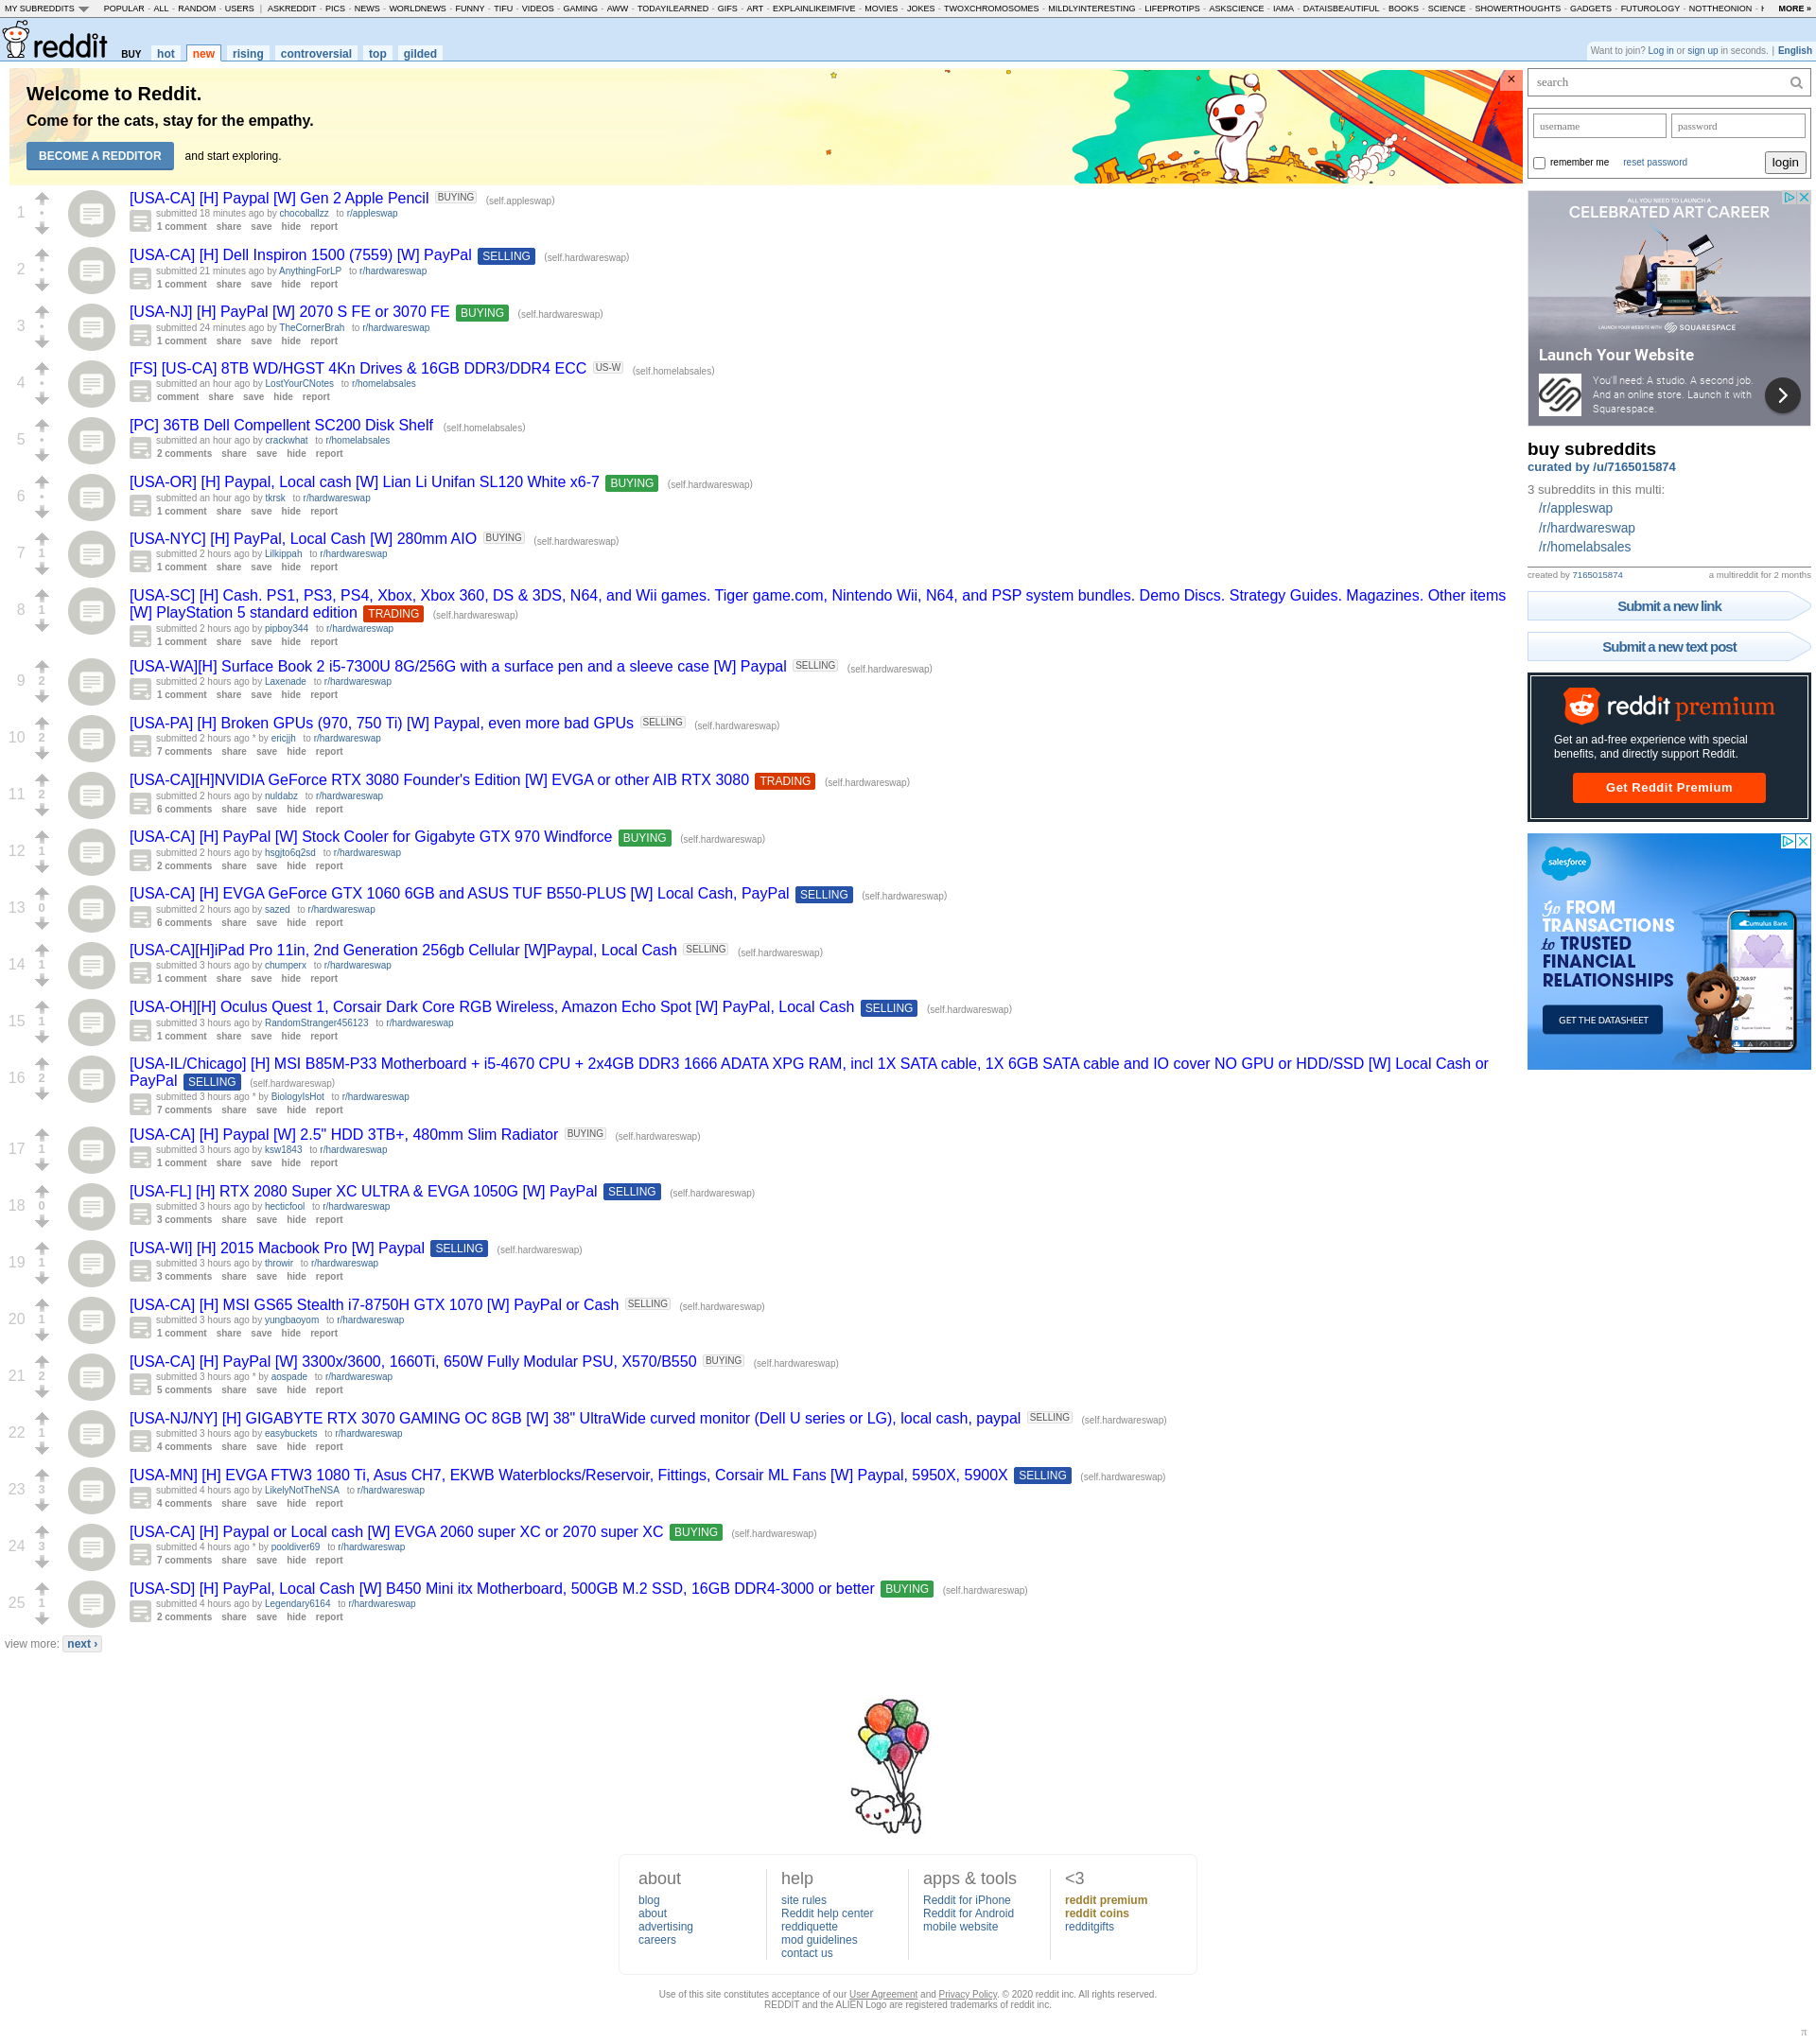 MY SUBREDDITS POPULAR - ALL - RANDOM - USERS | ASKREDDIT - PICS - NEWS - WORLDNEWS - FUNNY - TIFU - VIDEOS - GAMING - AWW - TODAYILEARNED - GIFS - ART - EXPLAINLIKEIMFIVE - MOVIES - JOKES - TWOXCHROMOSOMES - MILDLYINTERESTING - LIFEPROTIPS - ASKSCIENCE - IAMA - DATAISBEAUTIFUL - BOOKS - SCIENCE - SHOWERTHOUGHTS - GADGETS - FUTUROLOGY - NOTTHEONION - MORE »
reddit BUY hot new rising controversial top gilded
Want to join? Log in or sign up in seconds. | English
Welcome to Reddit.
Come for the cats, stay for the empathy.
BECOME A REDDITOR and start exploring.
1 [USA-CA] [H] Paypal [W] Gen 2 Apple Pencil BUYING (self.appleswap)
submitted 18 minutes ago by chocoballzz to r/appleswap
1 comment share save hide report
2 [USA-CA] [H] Dell Inspiron 1500 (7559) [W] PayPal SELLING (self.hardwareswap)
submitted 21 minutes ago by AnythingForLP to r/hardwareswap
1 comment share save hide report
3 [USA-NJ] [H] PayPal [W] 2070 S FE or 3070 FE BUYING (self.hardwareswap)
submitted 24 minutes ago by TheCornerBrah to r/hardwareswap
1 comment share save hide report
4 [FS] [US-CA] 8TB WD/HGST 4Kn Drives & 16GB DDR3/DDR4 ECC US-W (self.homelabsales)
submitted an hour ago by LostYourCNotes to r/homelabsales
comment share save hide report
5 [PC] 36TB Dell Compellent SC200 Disk Shelf (self.homelabsales)
submitted an hour ago by crackwhat to r/homelabsales
2 comments share save hide report
6 [USA-OR] [H] Paypal, Local cash [W] Lian Li Unifan SL120 White x6-7 BUYING (self.hardwareswap)
submitted an hour ago by tkrsk to r/hardwareswap
1 comment share save hide report
7 1 [USA-NYC] [H] PayPal, Local Cash [W] 280mm AIO BUYING (self.hardwareswap)
submitted 2 hours ago by Lilkippah to r/hardwareswap
1 comment share save hide report
8 1 [USA-SC] [H] Cash. PS1, PS3, PS4, Xbox, Xbox 360, DS & 3DS, N64, and Wii games. Tiger game.com, Nintendo Wii, N64, and PSP system bundles. Demo Discs. Strategy Guides. Magazines. Other items
[W] PlayStation 5 standard edition TRADING (self.hardwareswap)
submitted 2 hours ago by pipboy344 to r/hardwareswap
1 comment share save hide report
9 2 [USA-WA][H] Surface Book 2 i5-7300U 8G/256G with a surface pen and a sleeve case [W] Paypal SELLING (self.hardwareswap)
submitted 2 hours ago by Laxenade to r/hardwareswap
1 comment share save hide report
10 2 [USA-PA] [H] Broken GPUs (970, 750 Ti) [W] Paypal, even more bad GPUs SELLING (self.hardwareswap)
submitted 2 hours ago * by ericjjh to r/hardwareswap
7 comments share save hide report
11 2 [USA-CA][H]NVIDIA GeForce RTX 3080 Founder's Edition [W] EVGA or other AIB RTX 3080 TRADING (self.hardwareswap)
submitted 2 hours ago by nuldabz to r/hardwareswap
6 comments share save hide report
12 1 [USA-CA] [H] PayPal [W] Stock Cooler for Gigabyte GTX 970 Windforce BUYING (self.hardwareswap)
submitted 2 hours ago by hsgjto6q2sd to r/hardwareswap
2 comments share save hide report
13 0 [USA-CA] [H] EVGA GeForce GTX 1060 6GB and ASUS TUF B550-PLUS [W] Local Cash, PayPal SELLING (self.hardwareswap)
submitted 2 hours ago by sazed to r/hardwareswap
6 comments share save hide report
14 1 [USA-CA][H]iPad Pro 11in, 2nd Generation 256gb Cellular [W]Paypal, Local Cash SELLING (self.hardwareswap)
submitted 3 hours ago by chumperx to r/hardwareswap
1 comment share save hide report
15 1 [USA-OH][H] Oculus Quest 1, Corsair Dark Core RGB Wireless, Amazon Echo Spot [W] PayPal, Local Cash SELLING (self.hardwareswap)
submitted 3 hours ago by RandomStranger456123 to r/hardwareswap
1 comment share save hide report
16 2 [USA-IL/Chicago] [H] MSI B85M-P33 Motherboard + i5-4670 CPU + 2x4GB DDR3 1666 ADATA XPG RAM, incl 1X SATA cable, 1X 6GB SATA cable and IO cover NO GPU or HDD/SSD [W] Local Cash or
PayPal SELLING (self.hardwareswap)
submitted 3 hours ago * by BiologyIsHot to r/hardwareswap
7 comments share save hide report
17 1 [USA-CA] [H] Paypal [W] 2.5" HDD 3TB+, 480mm Slim Radiator BUYING (self.hardwareswap)
submitted 3 hours ago by ksw1843 to r/hardwareswap
1 comment share save hide report
18 0 [USA-FL] [H] RTX 2080 Super XC ULTRA & EVGA 1050G [W] PayPal SELLING (self.hardwareswap)
submitted 3 hours ago by hecticfool to r/hardwareswap
3 comments share save hide report
19 1 [USA-WI] [H] 2015 Macbook Pro [W] Paypal SELLING (self.hardwareswap)
submitted 3 hours ago by throwir to r/hardwareswap
3 comments share save hide report
20 1 [USA-CA] [H] MSI GS65 Stealth i7-8750H GTX 1070 [W] PayPal or Cash SELLING (self.hardwareswap)
submitted 3 hours ago by yungbaoyom to r/hardwareswap
1 comment share save hide report
21 2 [USA-CA] [H] PayPal [W] 3300x/3600, 1660Ti, 650W Fully Modular PSU, X570/B550 BUYING (self.hardwareswap)
submitted 3 hours ago * by aospade to r/hardwareswap
5 comments share save hide report
22 1 [USA-NJ/NY] [H] GIGABYTE RTX 3070 GAMING OC 8GB [W] 38" UltraWide curved monitor (Dell U series or LG), local cash, paypal SELLING (self.hardwareswap)
submitted 3 hours ago by easybuckets to r/hardwareswap
4 comments share save hide report
23 3 [USA-MN] [H] EVGA FTW3 1080 Ti, Asus CH7, EKWB Waterblocks/Reservoir, Fittings, Corsair ML Fans [W] Paypal, 5950X, 5900X SELLING (self.hardwareswap)
submitted 4 hours ago by LikelyNotTheNSA to r/hardwareswap
4 comments share save hide report
24 3 [USA-CA] [H] Paypal or Local cash [W] EVGA 2060 super XC or 2070 super XC BUYING (self.hardwareswap)
submitted 4 hours ago * by pooldiver69 to r/hardwareswap
7 comments share save hide report
25 1 [USA-SD] [H] PayPal, Local Cash [W] B450 Mini itx Motherboard, 500GB M.2 SSD, 16GB DDR4-3000 or better BUYING (self.hardwareswap)
submitted 4 hours ago by Legendary6164 to r/hardwareswap
2 comments share save hide report
view more: next ›
search
username password
remember me reset password login
ALL YOU NEED TO LAUNCH A
CELEBRATED ART CAREER
LAUNCH YOUR WEBSITE WITH SQUARESPACE
Launch Your Website
You'll need: A studio. A second job.
And an online store. Launch it with
Squarespace.
buy subreddits
curated by /u/7165015874
3 subreddits in this multi:
/r/appleswap
/r/hardwareswap
/r/homelabsales
created by 7165015874 a multireddit for 2 months
Submit a new link
Submit a new text post
reddit premium
Get an ad-free experience with special
benefits, and directly support Reddit.
Get Reddit Premium
salesforce
Go FROM
TRANSACTIONS
to TRUSTED
FINANCIAL
RELATIONSHIPS
GET THE DATASHEET
Cumulus Bank
about
blog
about
advertising
careers
help
site rules
Reddit help center
reddiquette
mod guidelines
contact us
apps & tools
Reddit for iPhone
Reddit for Android
mobile website
<3
reddit premium
reddit coins
redditgifts
Use of this site constitutes acceptance of our User Agreement and Privacy Policy. © 2020 reddit inc. All rights reserved.
REDDIT and the ALIEN Logo are registered trademarks of reddit inc.
π